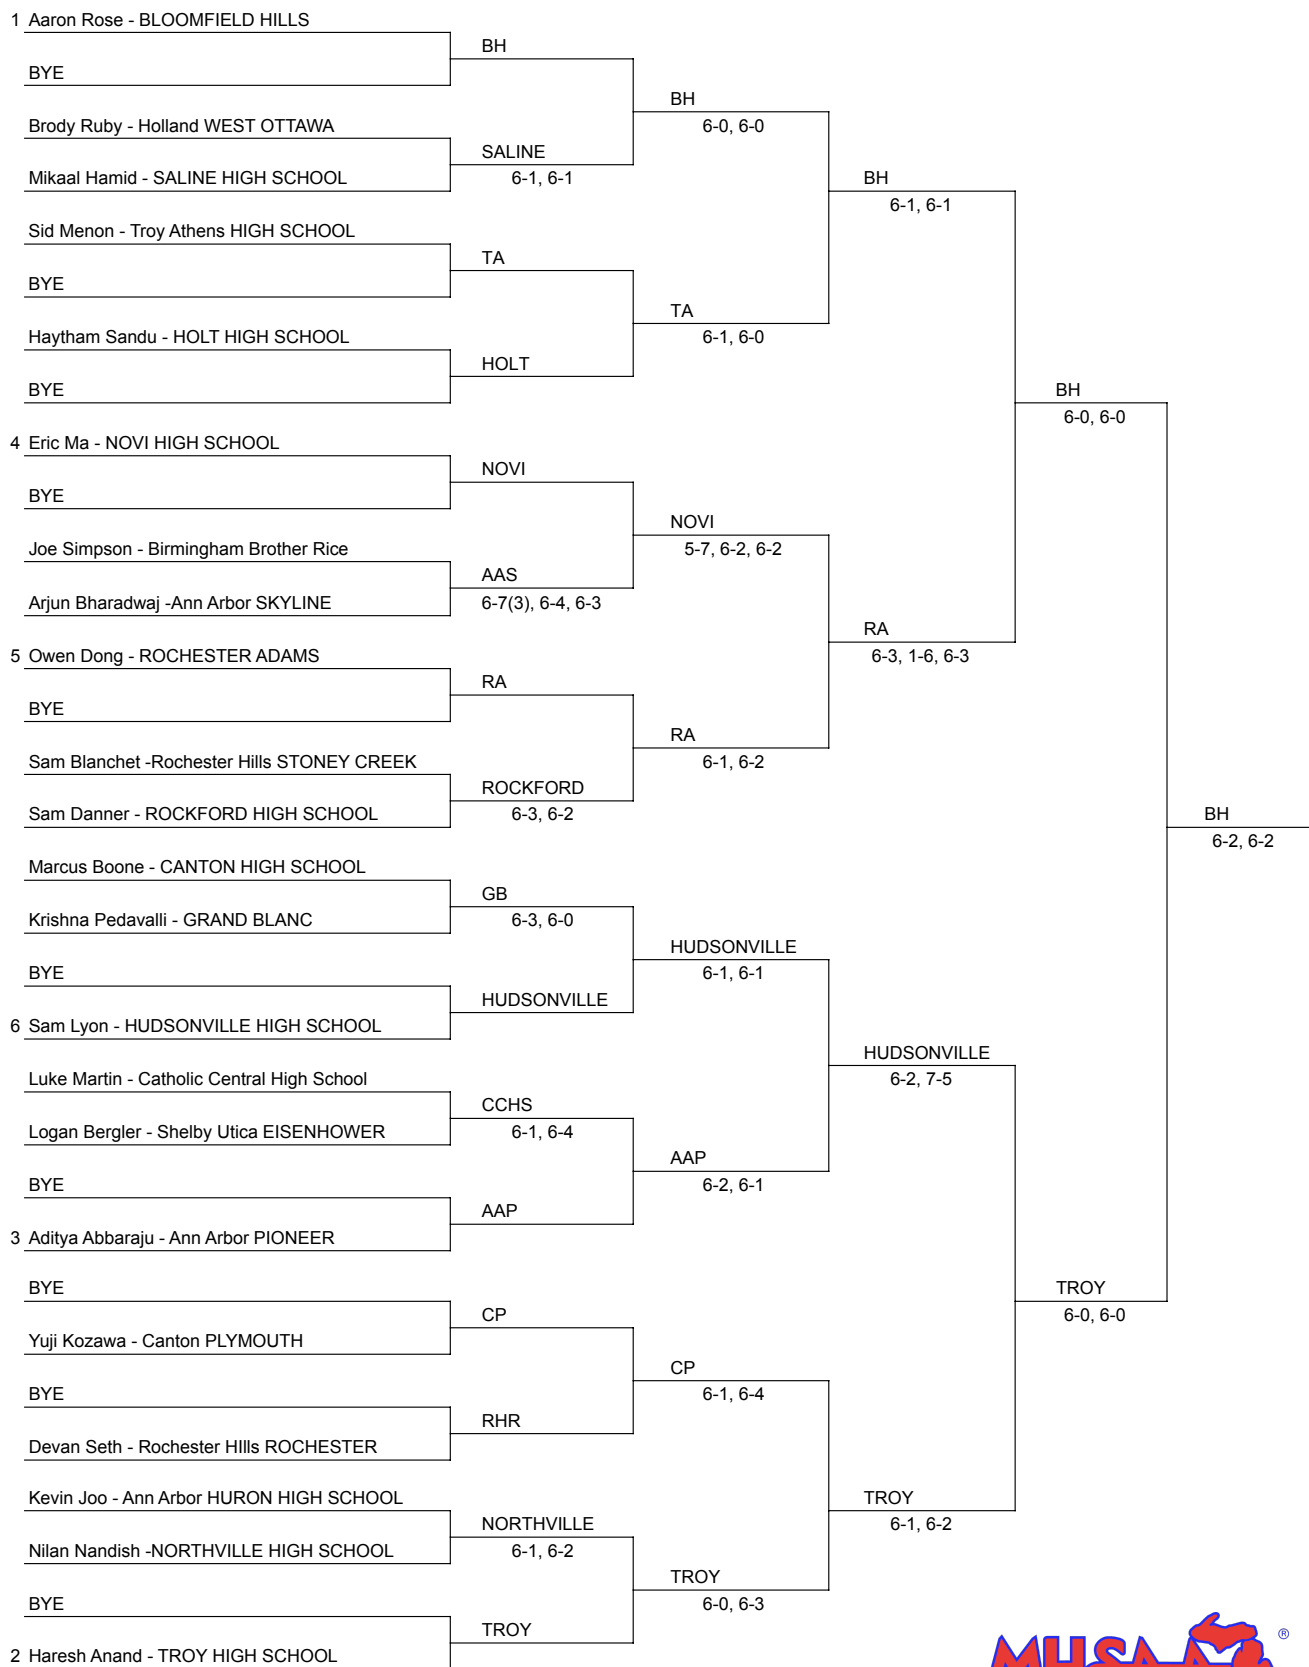 1 Aaron Rose - BLOOMFIELD HILLS
BH
BYE
BH
6-0, 6-0
Brody Ruby - Holland WEST OTTAWA
SALINE
6-1, 6-1
Mikaal Hamid - SALINE HIGH SCHOOL
BH
6-1, 6-1
Sid Menon - Troy Athens HIGH SCHOOL
TA
BYE
TA
6-1, 6-0
Haytham Sandu - HOLT HIGH SCHOOL
HOLT
BYE
BH
6-0, 6-0
4 Eric Ma - NOVI HIGH SCHOOL
NOVI
BYE
NOVI
5-7, 6-2, 6-2
Joe Simpson - Birmingham Brother Rice
AAS
6-7(3), 6-4, 6-3
Arjun Bharadwaj -Ann Arbor SKYLINE
RA
6-3, 1-6, 6-3
5 Owen Dong - ROCHESTER ADAMS
RA
BYE
RA
6-1, 6-2
Sam Blanchet -Rochester Hills STONEY CREEK
ROCKFORD
6-3, 6-2
Sam Danner - ROCKFORD HIGH SCHOOL
BH
6-2, 6-2
Marcus Boone - CANTON HIGH SCHOOL
GB
6-3, 6-0
Krishna Pedavalli - GRAND BLANC
HUDSONVILLE
6-1, 6-1
BYE
HUDSONVILLE
6 Sam Lyon - HUDSONVILLE HIGH SCHOOL
HUDSONVILLE
6-2, 7-5
Luke Martin - Catholic Central High School
CCHS
6-1, 6-4
Logan Bergler - Shelby Utica EISENHOWER
AAP
6-2, 6-1
BYE
AAP
3 Aditya Abbaraju - Ann Arbor PIONEER
TROY
6-0, 6-0
BYE
CP
Yuji Kozawa - Canton PLYMOUTH
CP
6-1, 6-4
BYE
RHR
Devan Seth - Rochester HIlls ROCHESTER
TROY
6-1, 6-2
Kevin Joo - Ann Arbor HURON HIGH SCHOOL
NORTHVILLE
6-1, 6-2
Nilan Nandish -NORTHVILLE HIGH SCHOOL
TROY
6-0, 6-3
BYE
TROY
2 Haresh Anand - TROY HIGH SCHOOL
MHSAA ®